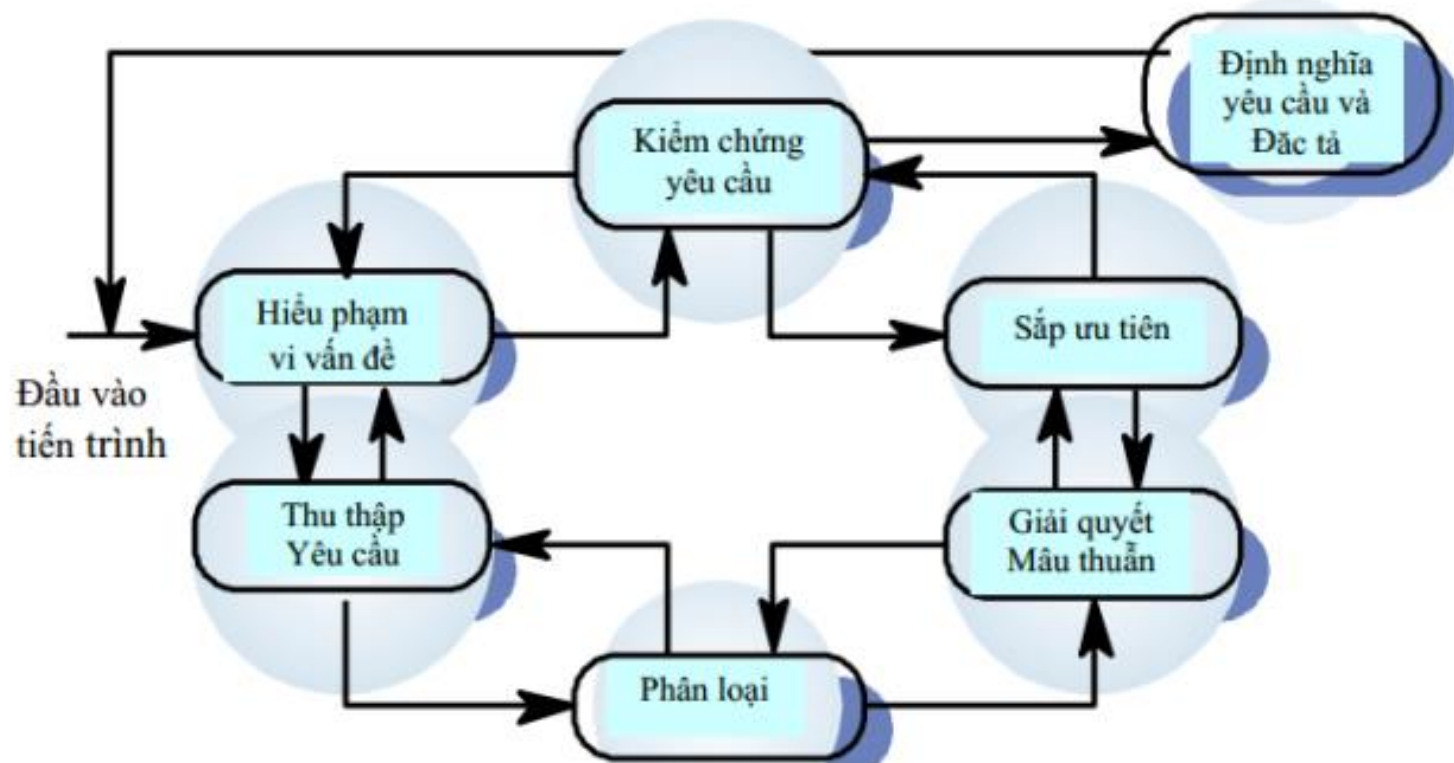 Định nghĩa
yêu cầu và
Đăc tả
Kiểm chứng
yêu cầu
Hiểu phạm
vi vấn đề
Sắp ưu tiên
Đầu vào
tiến trình
Thu thập
Yêu cầu
Giải quyết
Mâu thuẫn
Phân loại